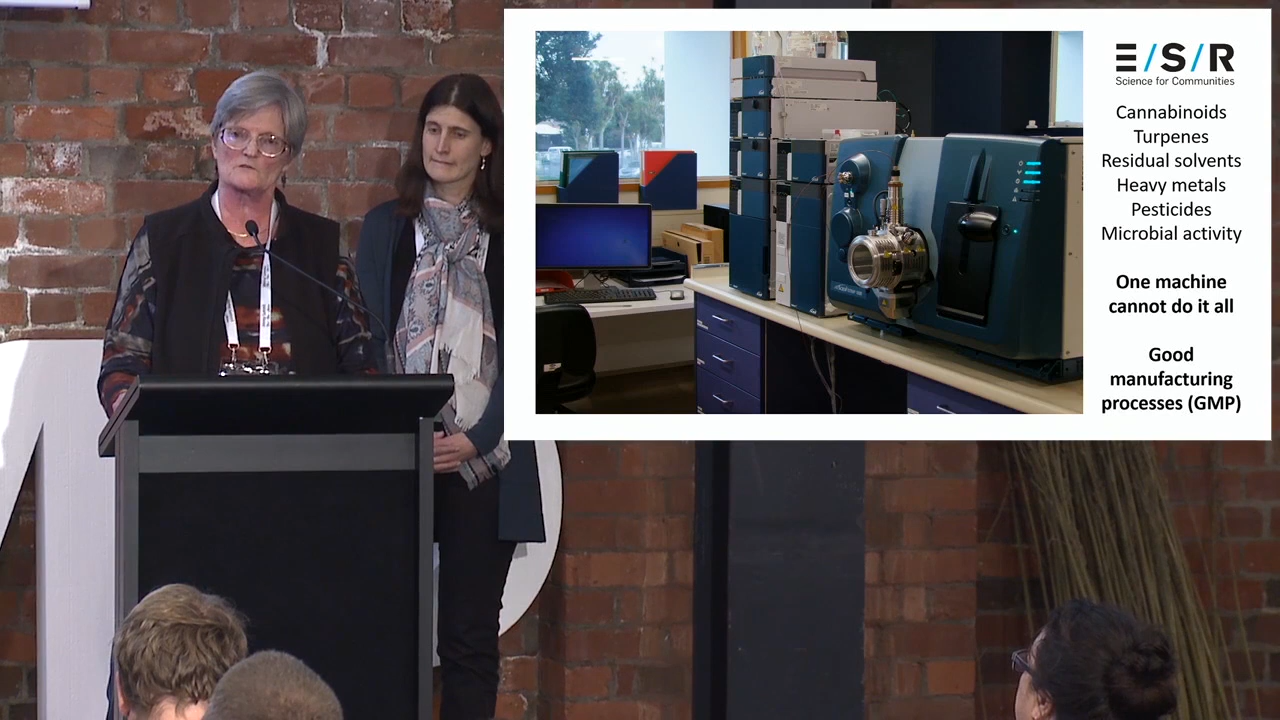 E/S/R
Science for Communities
Cannabinoids
Turpenes
Residual solvents
Heavy metals
Pesticides
Microbial activity
One machine
cannot do it all
Good
manufacturing
processes (GMP)